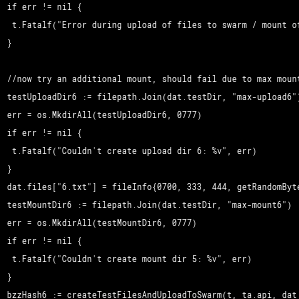 if err != nil {
t.Fatalf("Error during upload of files to swarm / mount of
}
//now try an additional mount, should fail due to max mount
testUploadDir6 := filepath.Join(dat.testDir, "max-upload6")
err = os.MkdirAll(testUploadDir6, 0777)
if err != nil {
t.Fatalf("Couldn't create upload dir 6: %v", err)
}
dat.files["6.txt"] = fileInfo{0700, 333, 444, getRandomByte
testMountDir6 := filepath.Join(dat.testDir, "max-mount6")
err = os.MkdirAll(testMountDir6, 0777)
if err != nil {
t.Fatalf("Couldn't create mount dir 5: %v", err)
}
bzzHash6 := createTestFilesAndUploadToSwarm(t, ta.api, dat